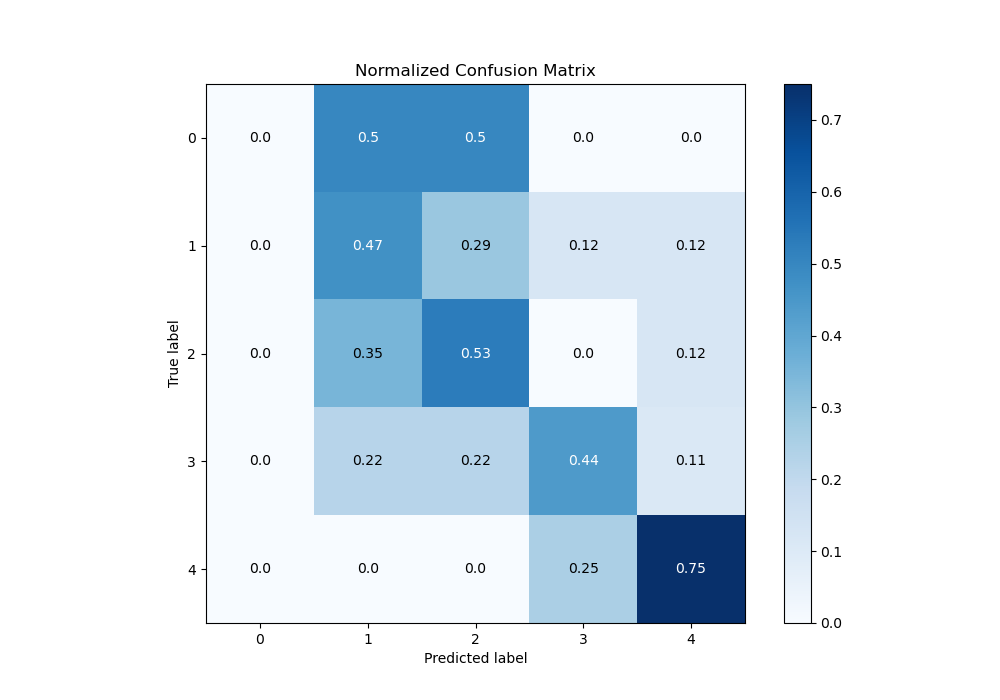 Normalized Confusion Matrix
True label
0 0.0 0.5 0.5 0.0 0.0
1 0.0 0.47 0.29 0.12 0.12
2 0.0 0.35 0.53 0.0 0.12
3 0.0 0.22 0.22 0.44 0.11
4 0.0 0.0 0.0 0.25 0.75
0 1 2 3 4
Predicted label
0.7
0.6
0.5
0.4
0.3
0.2
0.1
0.0